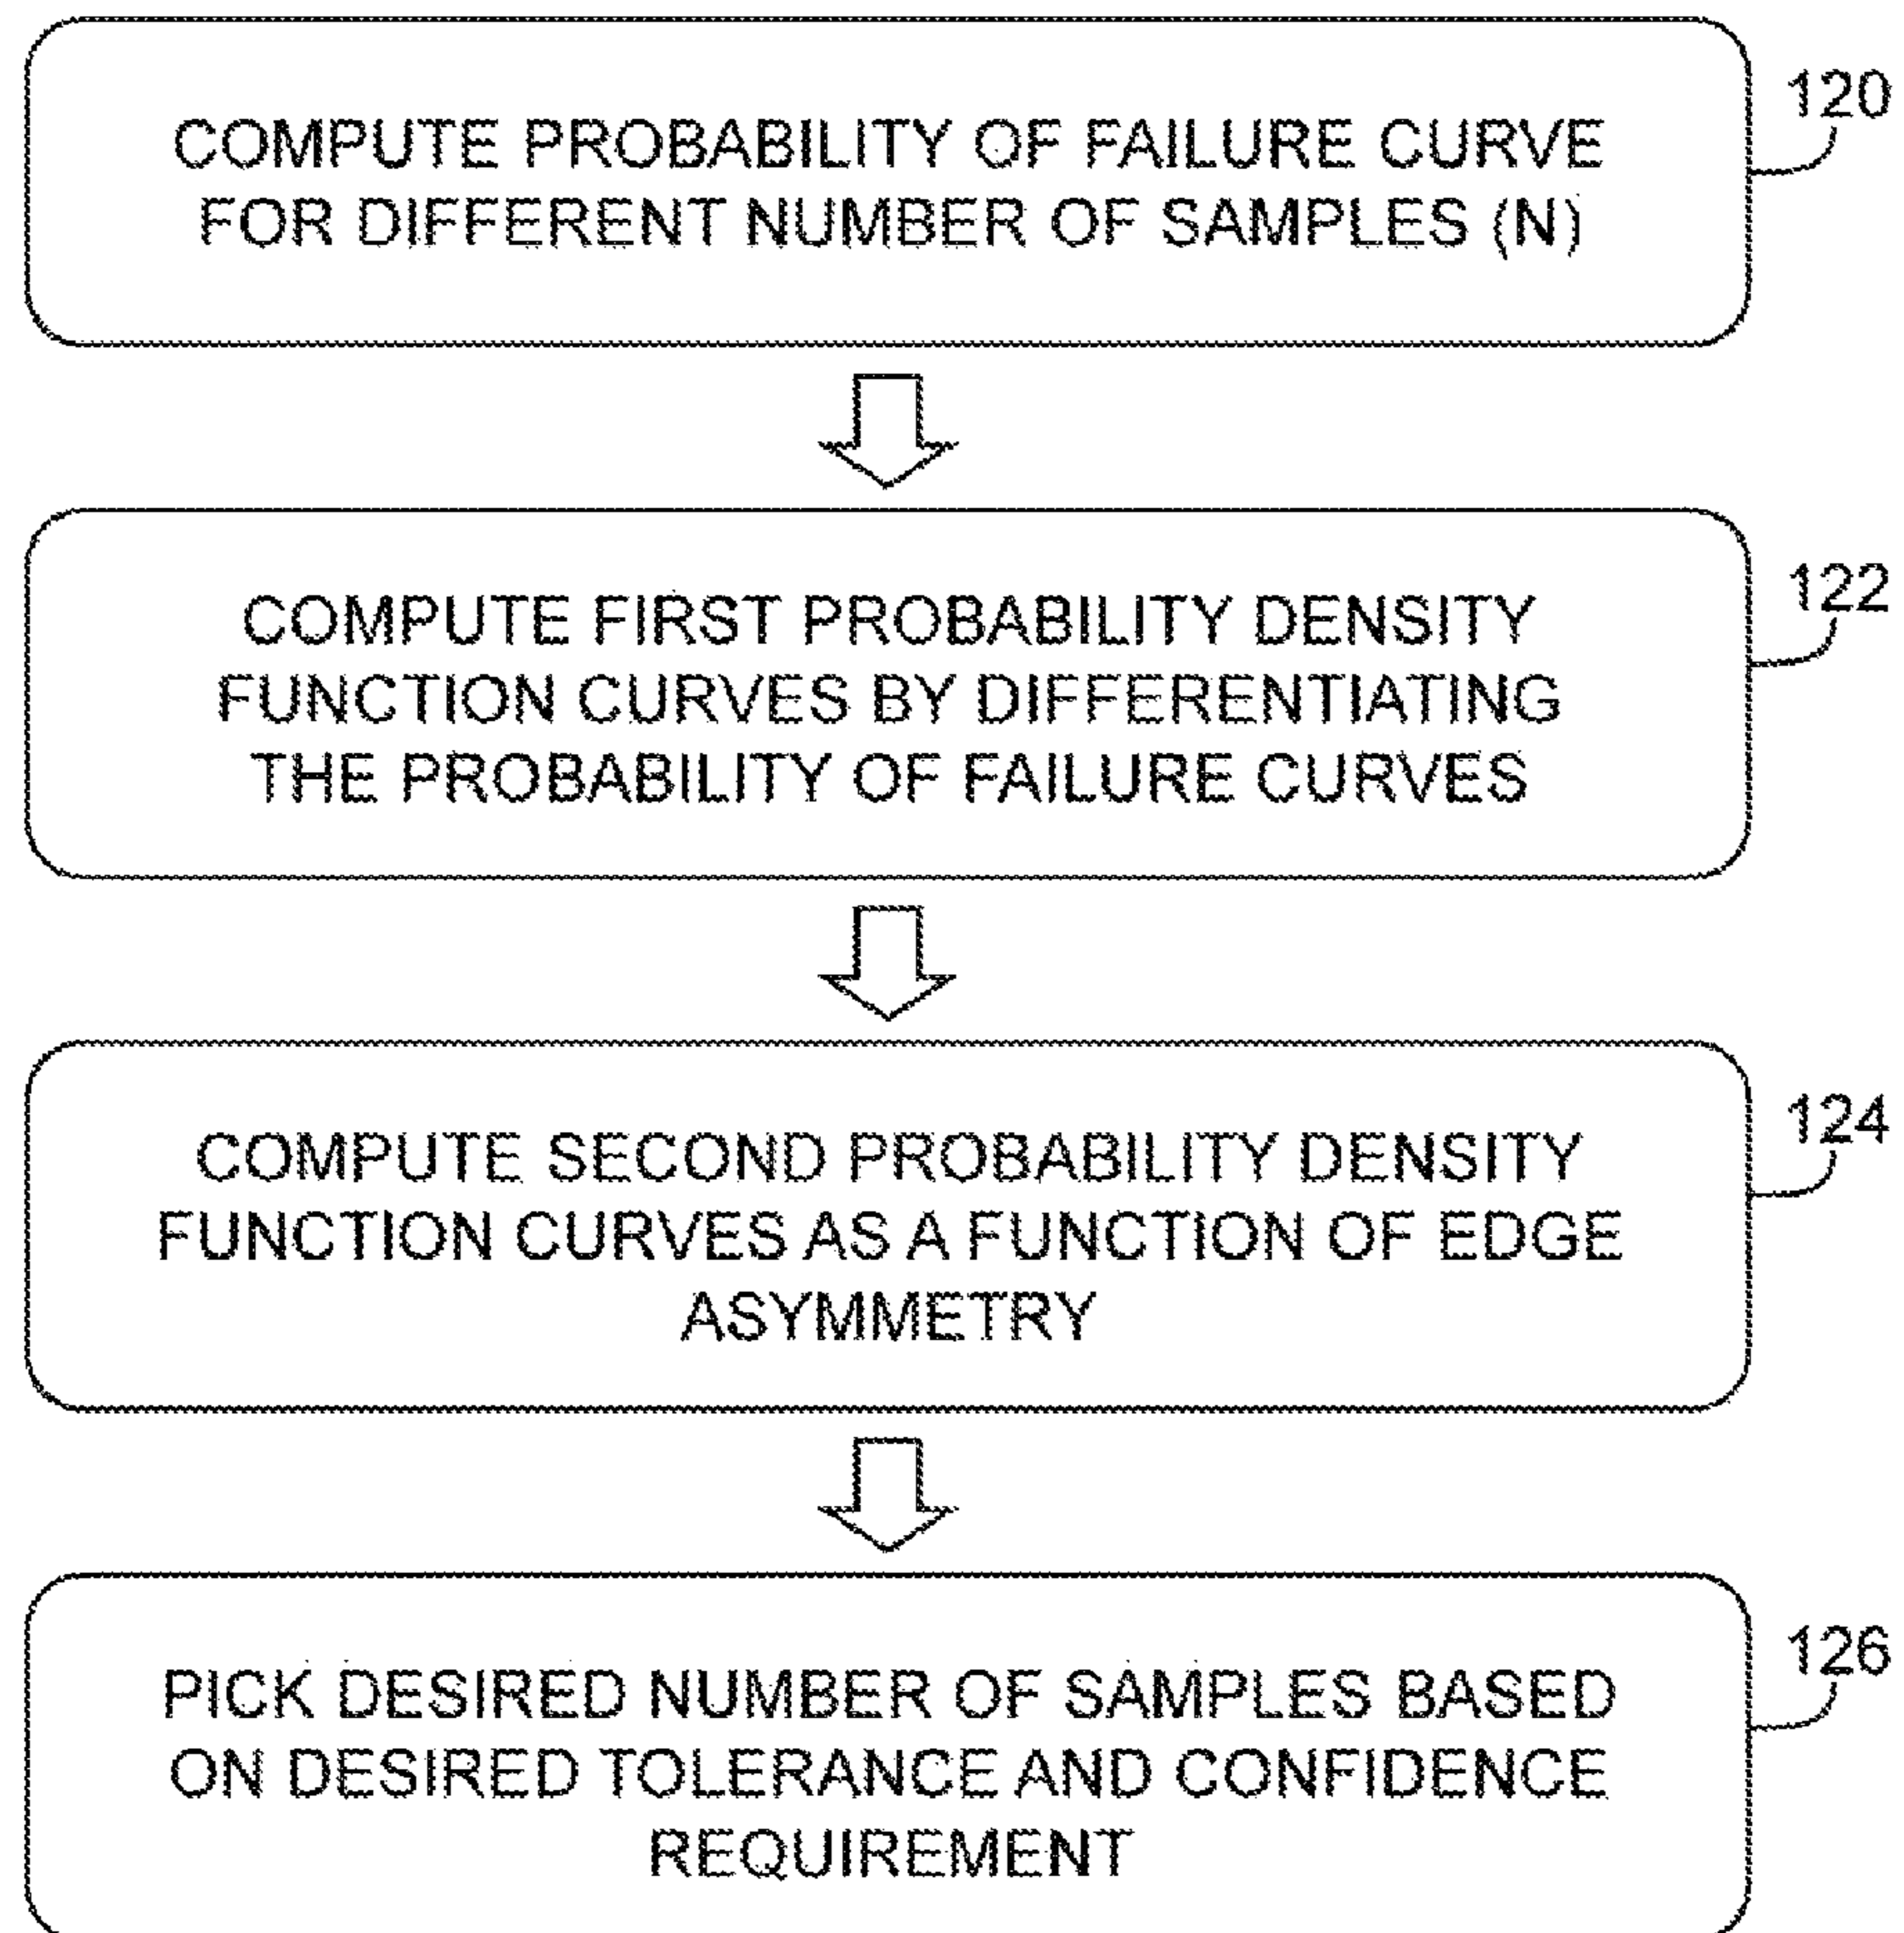 COMPUTE PROBABILITY OF FAILURE CURVE
FOR DIFFERENT NUMBER OF SAMPLES (N)
120
COMPUTE FIRST PROBABILITY DENSITY
FUNCTION CURVES BY DIFFERENTIATING
THE PROBABILITY OF FAILURE CURVES
122
COMPUTE SECOND PROBABILITY DENSITY
FUNCTION CURVES AS A FUNCTION OF EDGE
ASYMMETRY
124
PICK DESIRED NUMBER OF SAMPLES BASED
ON DESIRED TOLERANCE AND CONFIDENCE
REQUIREMENT
126